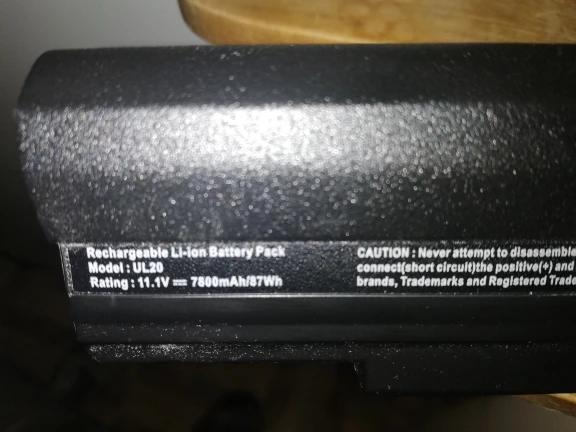 Rechargeable Li-ion Battery Pack
Model : UL20
Rating : 11.1V ⎓ 7800mAh/87Wh
CAUTION : Never attempt to disassemble
connect(short circuit)the positive(+) and
brands, Trademarks and Registered Trade